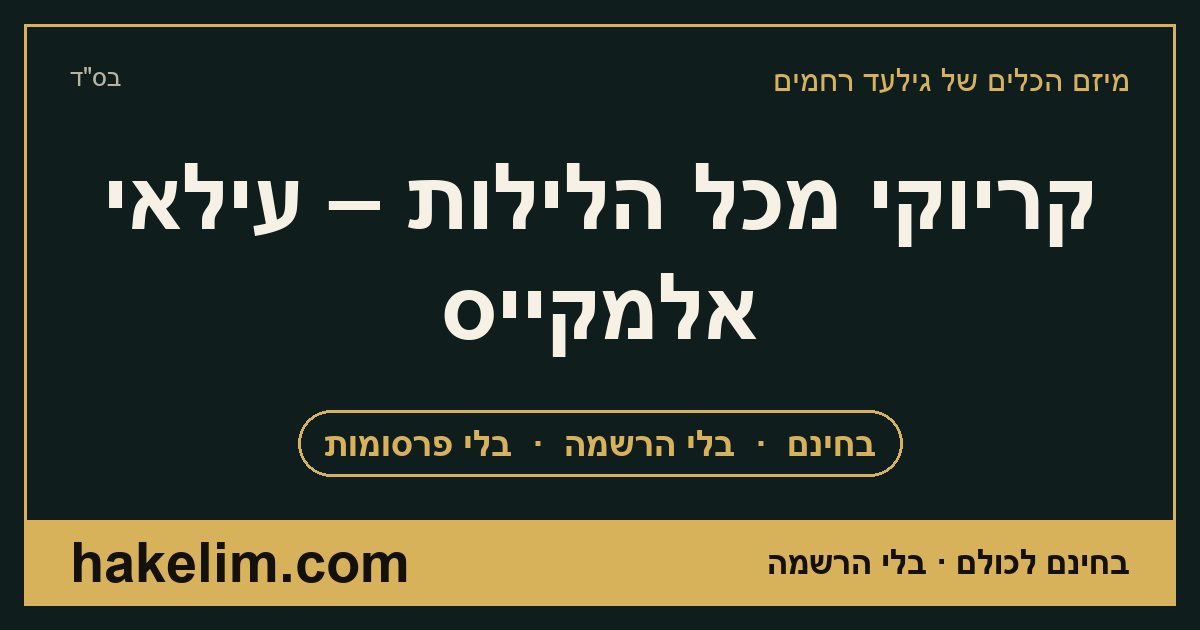 מיזם הכלים של גילעד רחמים
בס"ד
קריוקי מכל הלילות – עילאי
אלמקייס
בחינם · בלי הרשמה · בלי פרסומות
בחינם לכולם · בלי הרשמה
hakelim.com